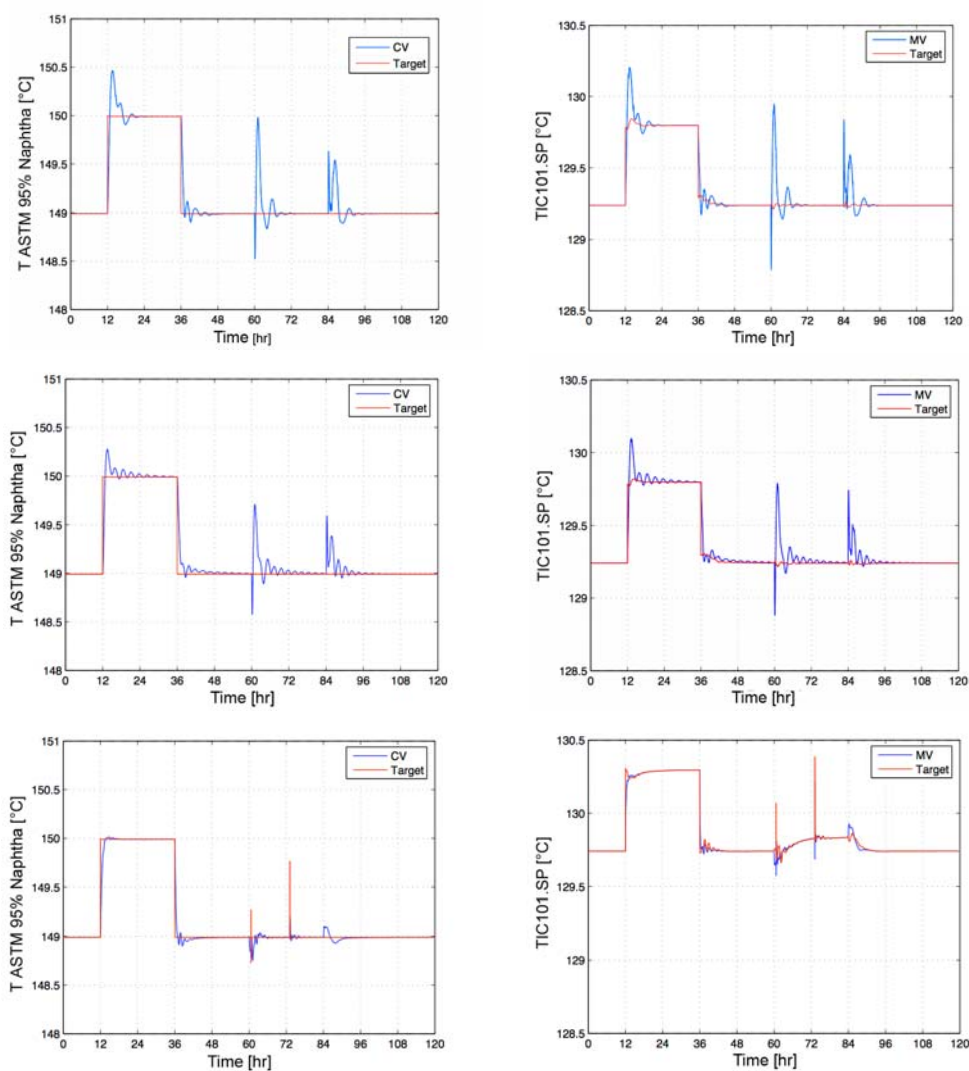 151
150.5
150
149.5
149
148.5
148
0 12 24 36 48 60 72 84 96 108 120
T ASTM 95% Naphtha [°C]
Time [hr]
CV
Target
130.5
130
129.5
129
128.5
0 12 24 36 48 60 72 84 96 108 120
TIC101.SP [°C]
Time [hr]
MV
Target
151
150.5
150
149.5
149
148.5
148
0 12 24 36 48 60 72 84 96 108 120
T ASTM 95% Naphtha [°C]
Time [hr]
CV
Target
130.5
130
129.5
129
128.5
0 12 24 36 48 60 72 84 96 108 120
TIC101.SP [°C]
Time [hr]
MV
Target
151
150.5
150
149.5
149
148.5
148
0 12 24 36 48 60 72 84 96 108 120
T ASTM 95% Naphtha [°C]
Time [hr]
CV
Target
130.5
130
129.5
129
128.5
0 12 24 36 48 60 72 84 96 108 120
TIC101.SP [°C]
Time [hr]
MV
Target